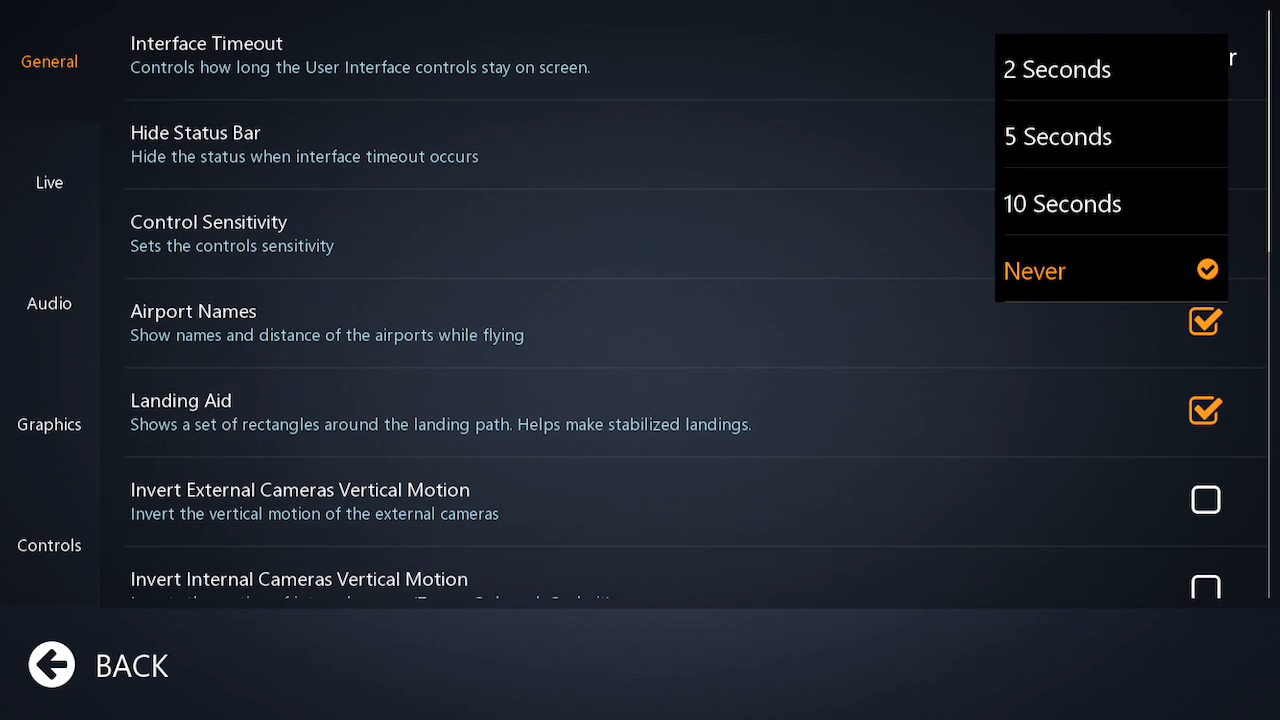 General
Live
Audio
Graphics
Controls
Interface Timeout
Controls how long the User Interface controls stay on screen.
Hide Status Bar
Hide the status when interface timeout occurs
Control Sensitivity
Sets the controls sensitivity
Airport Names
Show names and distance of the airports while flying
Landing Aid
Shows a set of rectangles around the landing path. Helps make stabilized landings.
Invert External Cameras Vertical Motion
Invert the vertical motion of the external cameras
Invert Internal Cameras Vertical Motion
r
2 Seconds
5 Seconds
10 Seconds
Never
BACK